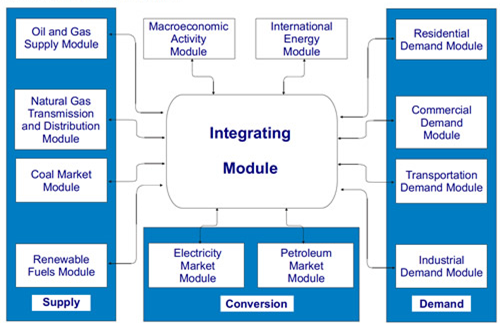 Oil and Gas
Supply Module
Natural Gas
Transmission
and Distribution
Module
Coal Market
Module
Renewable
Fuels Module
Supply
Macroeconomic
Activity
Module
International
Energy
Module
Integrating
Module
Electricity
Market
Module
Petroleum
Market
Module
Conversion
Residential
Demand Module
Commercial
Demand
Module
Transportation
Demand Module
Industrial
Demand Module
Demand